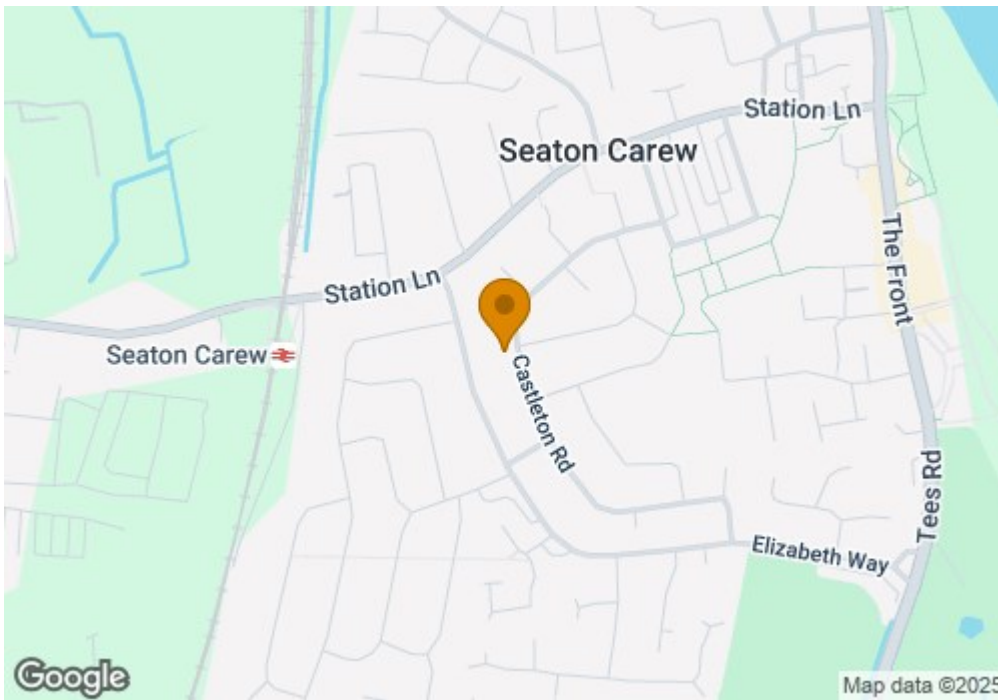 Station Ln
Seaton Carew
The Front
Station Ln
Seaton Carew
Castleton Rd
Tees Rd
Elizabeth Way
Google
Map data ©2025